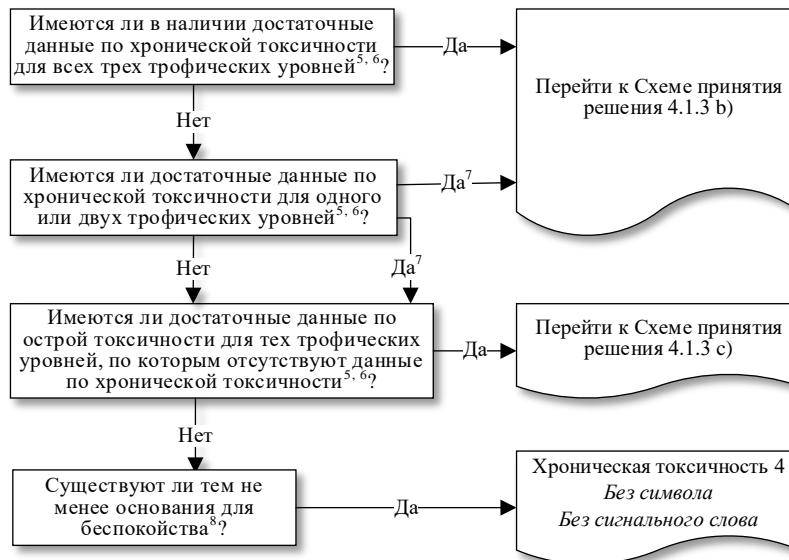 Имеются ли в наличии достаточные
данные по хронической токсичности
для всех трех трофических уровней5, 6?
Да
Перейти к Схеме принятия
решения 4.1.3 b)
Нет
Имеются ли достаточные данные по
хронической токсичности для одного
или двух трофических уровней5, 6?
Да7
Нет
Да7
Имеются ли достаточные данные по
острой токсичности для тех трофических
уровней, по которым отсутствуют данные
по хронической токсичности5, 6?
Да
Перейти к Схеме принятия
решения 4.1.3 c)
Нет
Существуют ли тем не
менее основания для
беспокойства8?
Да
Хроническая токсичность 4
Без символа
Без сигнального слова